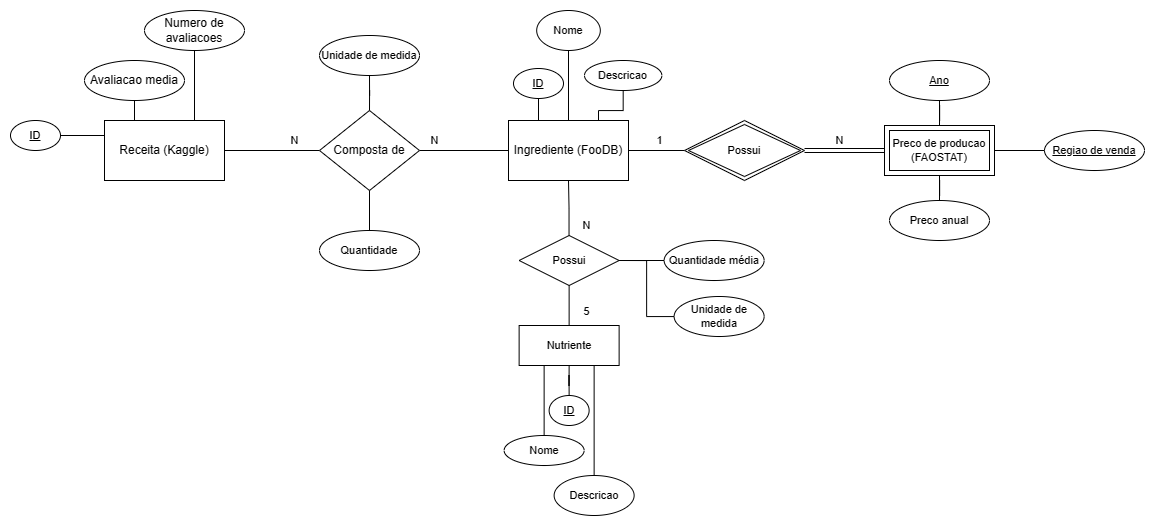 Numero de
avaliacoes
Nome
Unidade de medida
Avaliacao media
ID
Descricao
Ano
ID
Receita (Kaggle)
N
Composta de
N
Ingrediente (FooDB)
1
Possui
N
Preco de producao
(FAOSTAT)
Regiao de venda
Preco anual
N
Quantidade
Possui
Quantidade média
5
Unidade de
medida
Nutriente
ID
Nome
Descricao